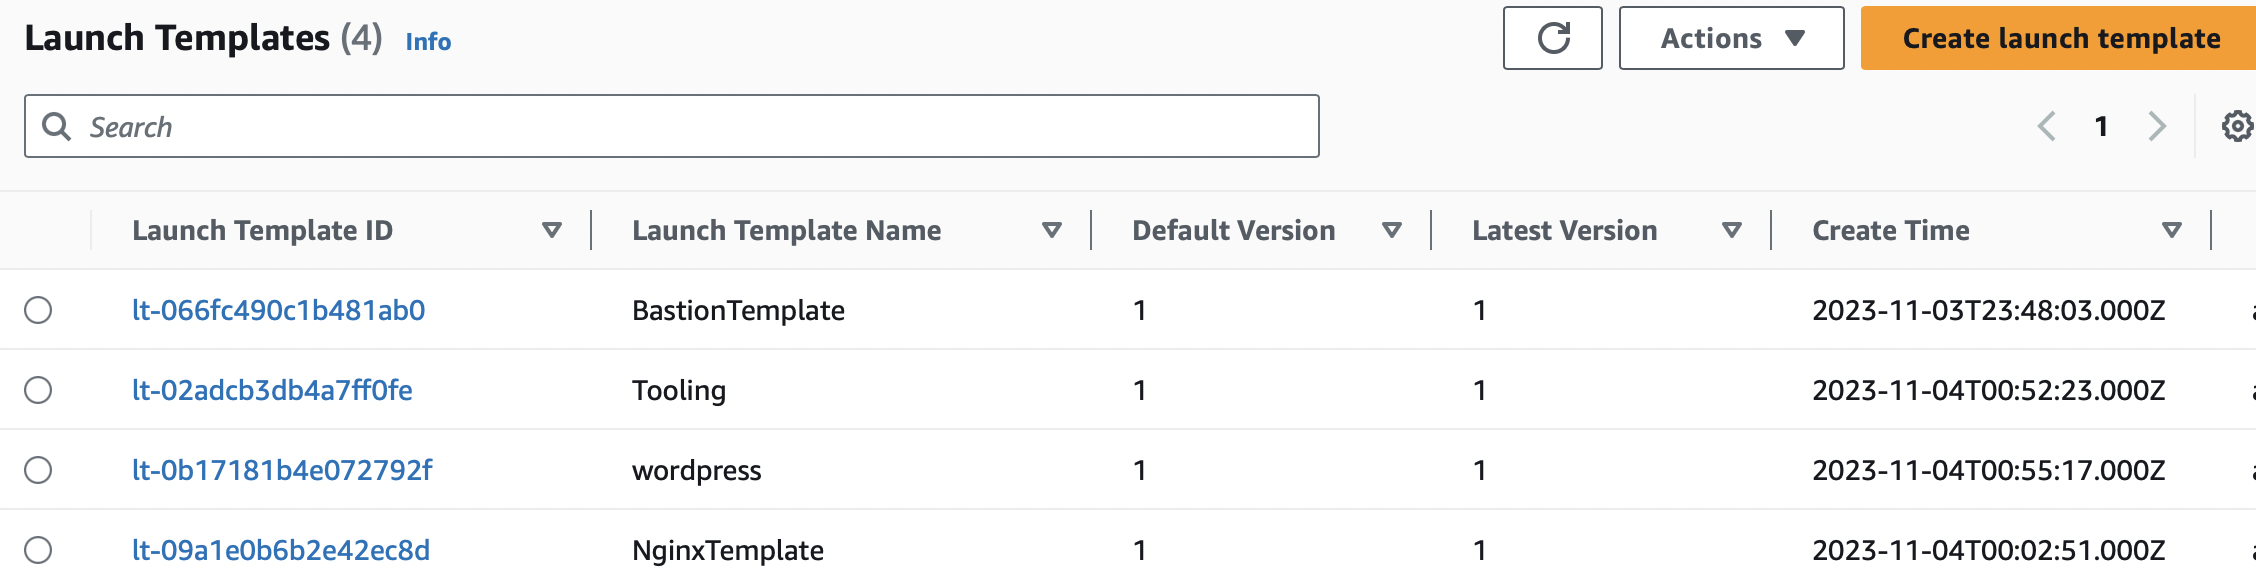 Launch Templates (4) Info Actions Create launch template
Search 1
Launch Template ID Launch Template Name Default Version Latest Version Create Time
lt-066fc490c1b481ab0 BastionTemplate 1 1 2023-11-03T23:48:03.000Z
lt-02adcb3db4a7ff0fe Tooling 1 1 2023-11-04T00:52:23.000Z
lt-0b17181b4e072792f wordpress 1 1 2023-11-04T00:55:17.000Z
lt-09a1e0b6b2e42ec8d NginxTemplate 1 1 2023-11-04T00:02:51.000Z